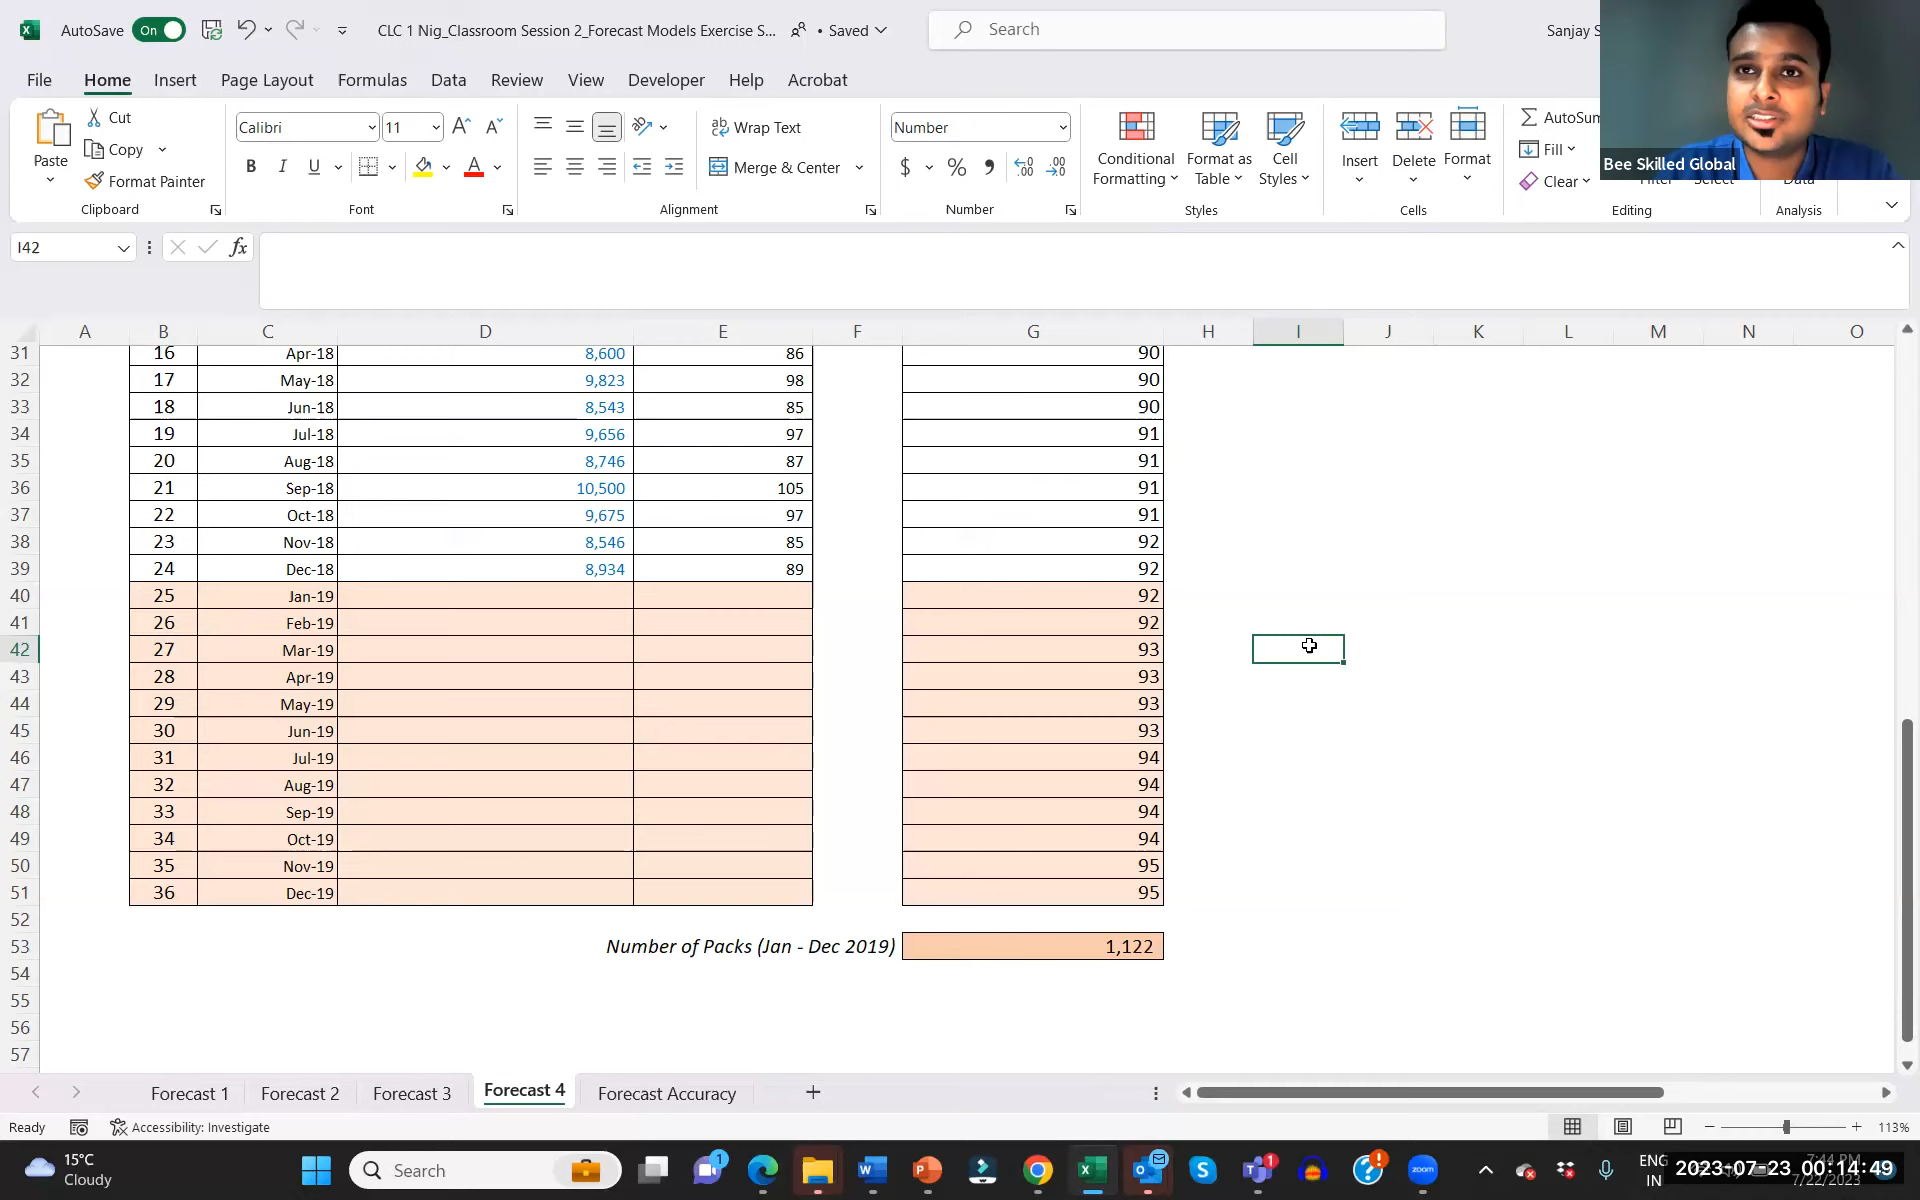 AutoSave On CLC 1 Nig_Classroom Session 2_Forecast Models Exercise S... • Saved Search Sanjay S
File Home Insert Page Layout Formulas Data Review View Developer Help Acrobat
Paste Cut Copy Format Painter Clipboard
Calibri 11 B I U A Font
ab Wrap Text Merge & Center Alignment
Number $ % Number
Conditional Formatting Format as Table Cell Styles Styles
Insert Delete Format Cells
AutoSum Fill Clear Editing
Analysis
Bee Skilled Global
I42 fx
A B C D E F G H I J K L M N O
31 16 Apr-18 8,600 86 90
32 17 May-18 9,823 98 90
33 18 Jun-18 8,543 85 90
34 19 Jul-18 9,656 97 91
35 20 Aug-18 8,746 87 91
36 21 Sep-18 10,500 105 91
37 22 Oct-18 9,675 97 91
38 23 Nov-18 8,546 85 92
39 24 Dec-18 8,934 89 92
40 25 Jan-19 92
41 26 Feb-19 92
42 27 Mar-19 93
43 28 Apr-19 93
44 29 May-19 93
45 30 Jun-19 93
46 31 Jul-19 94
47 32 Aug-19 94
48 33 Sep-19 94
49 34 Oct-19 94
50 35 Nov-19 95
51 36 Dec-19 95
52
53 Number of Packs (Jan - Dec 2019) 1,122
54
55
56
57
Forecast 1 Forecast 2 Forecast 3 Forecast 4 Forecast Accuracy
Ready Accessibility: Investigate 113%
15°C
Cloudy
Search
ENG
IN
2023-07-23 00:14:49
7/22/2023